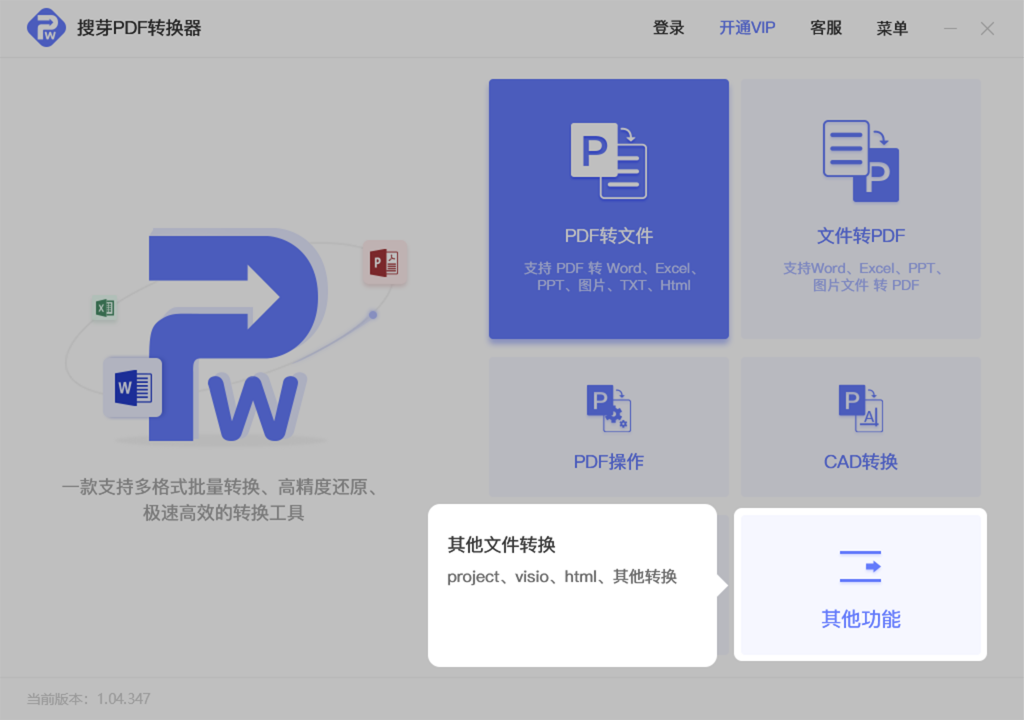 搜芽PDF转换器
登录
开通VIP
客服
菜单
PDF转文件
支持 PDF 转 Word、Excel、
PPT、图片、TXT、Html
文件转PDF
支持Word、Excel、PPT、
图片文件 转 PDF
P
X
W
W
一款支持多格式批量转换、高精度还原、
极速高效的转换工具
PDF操作
CAD转换
其他文件转换
project、visio、html、其他转换
其他功能
当前版本：1.04.347